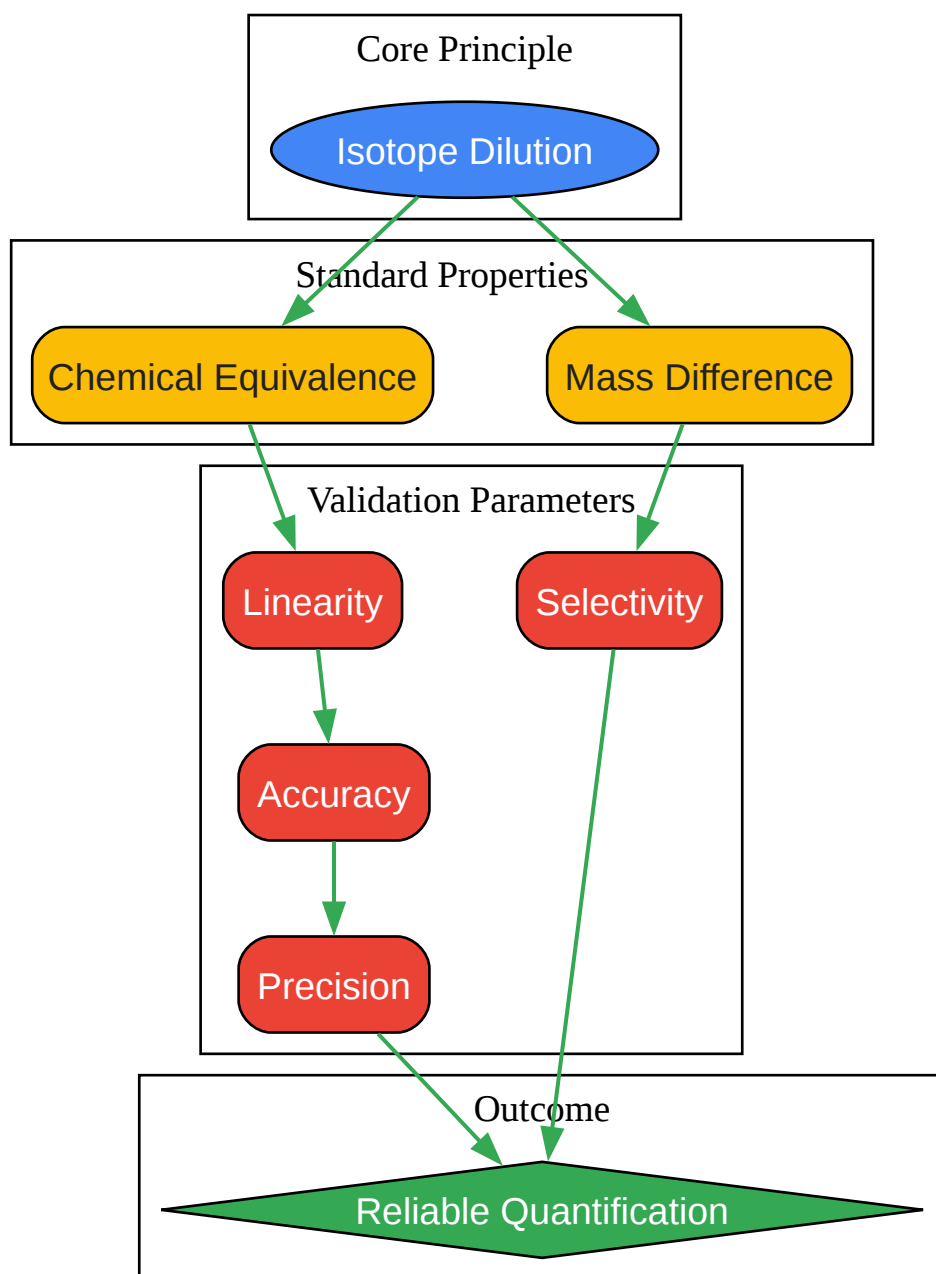 Core Principle
Isotope Dilution
Standard Properties
Chemical Equivalence
Mass Difference
Validation Parameters
Linearity
Selectivity
Accuracy
Precision
Outcome
Reliable Quantification